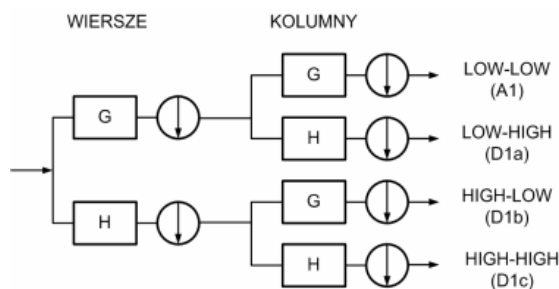 WIERSZE
KOLUMNY
G
LOW-LOW
(A1)
G
H
LOW-HIGH
(D1a)
H
G
HIGH-LOW
(D1b)
H
HIGH-HIGH
(D1c)